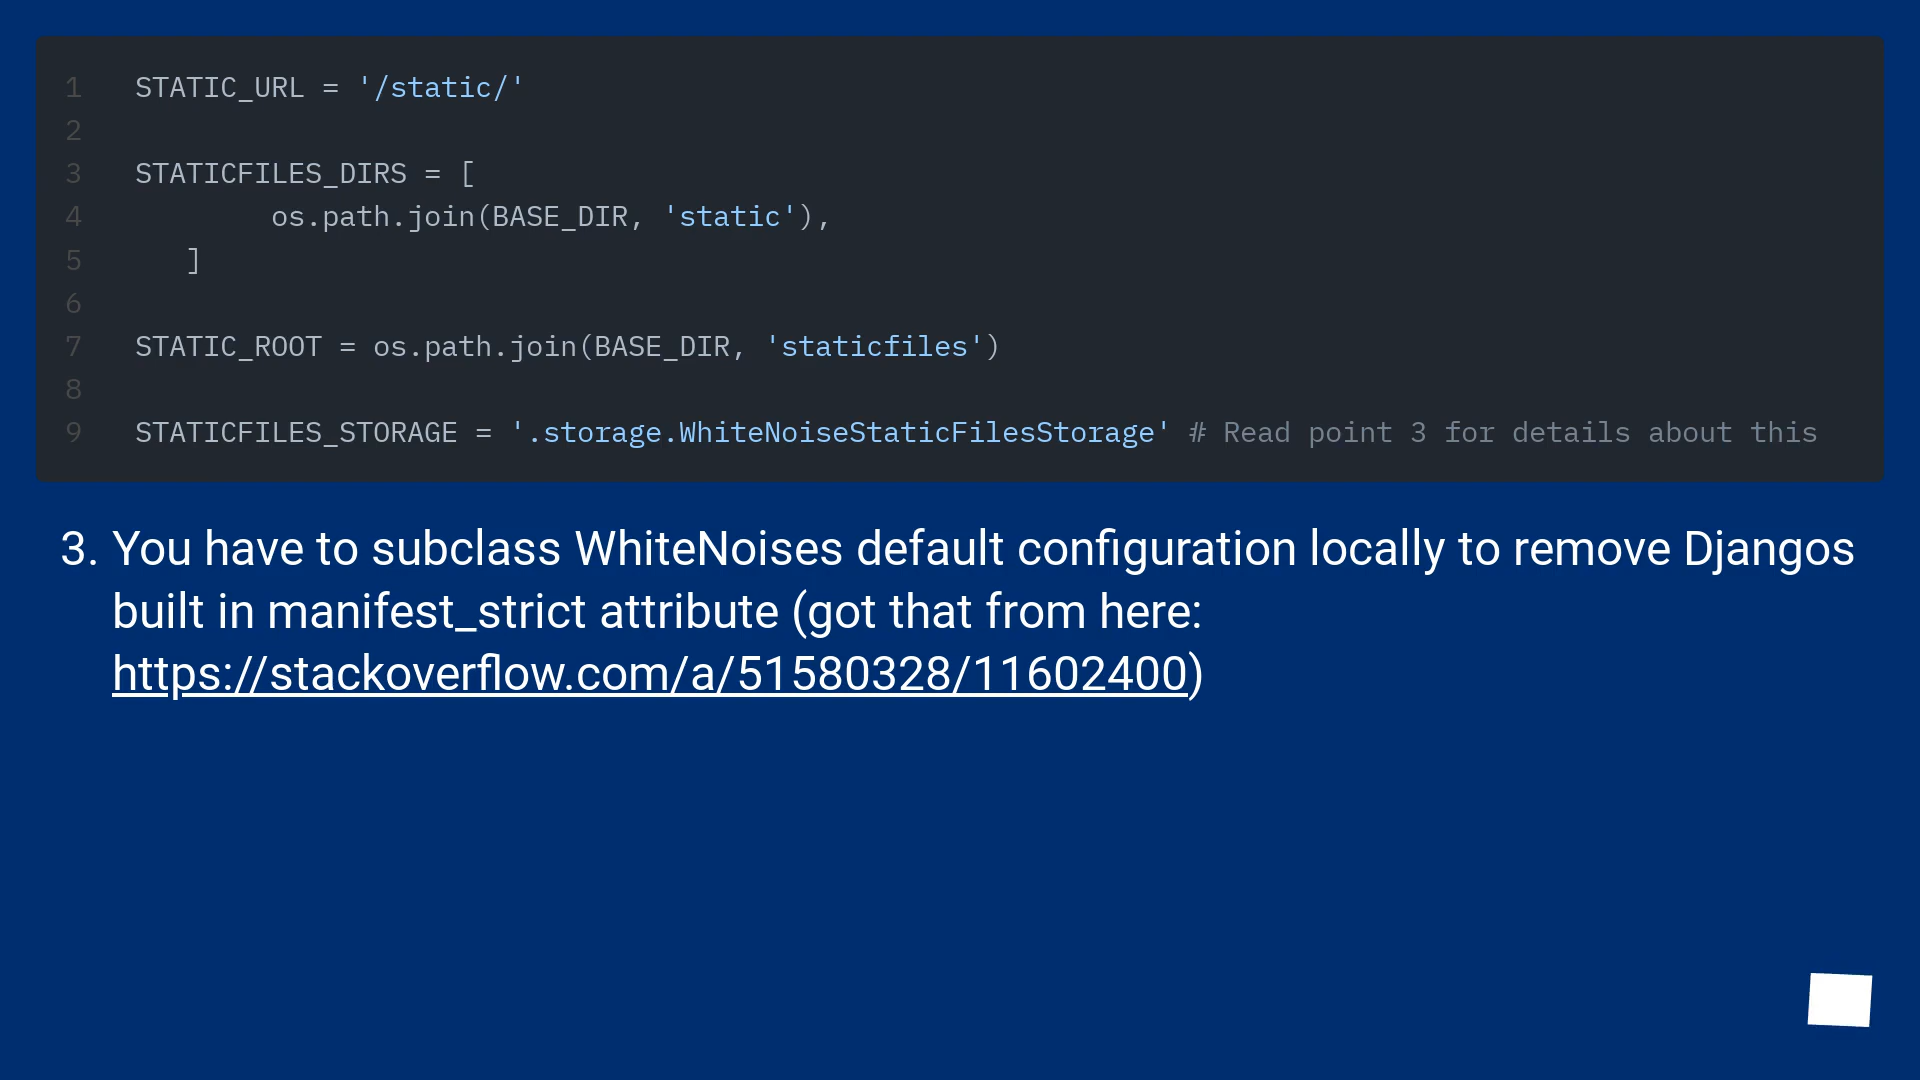 1 STATIC_URL = '/static/'
2
3 STATICFILES_DIRS = [
4         os.path.join(BASE_DIR, 'static'),
5    ]
6
7 STATIC_ROOT = os.path.join(BASE_DIR, 'staticfiles')
8
9 STATICFILES_STORAGE = '.storage.WhiteNoiseStaticFilesStorage' # Read point 3 for details about this
3. You have to subclass WhiteNoises default configuration locally to remove Djangos
built in manifest_strict attribute (got that from here:
https://stackoverflow.com/a/51580328/11602400)